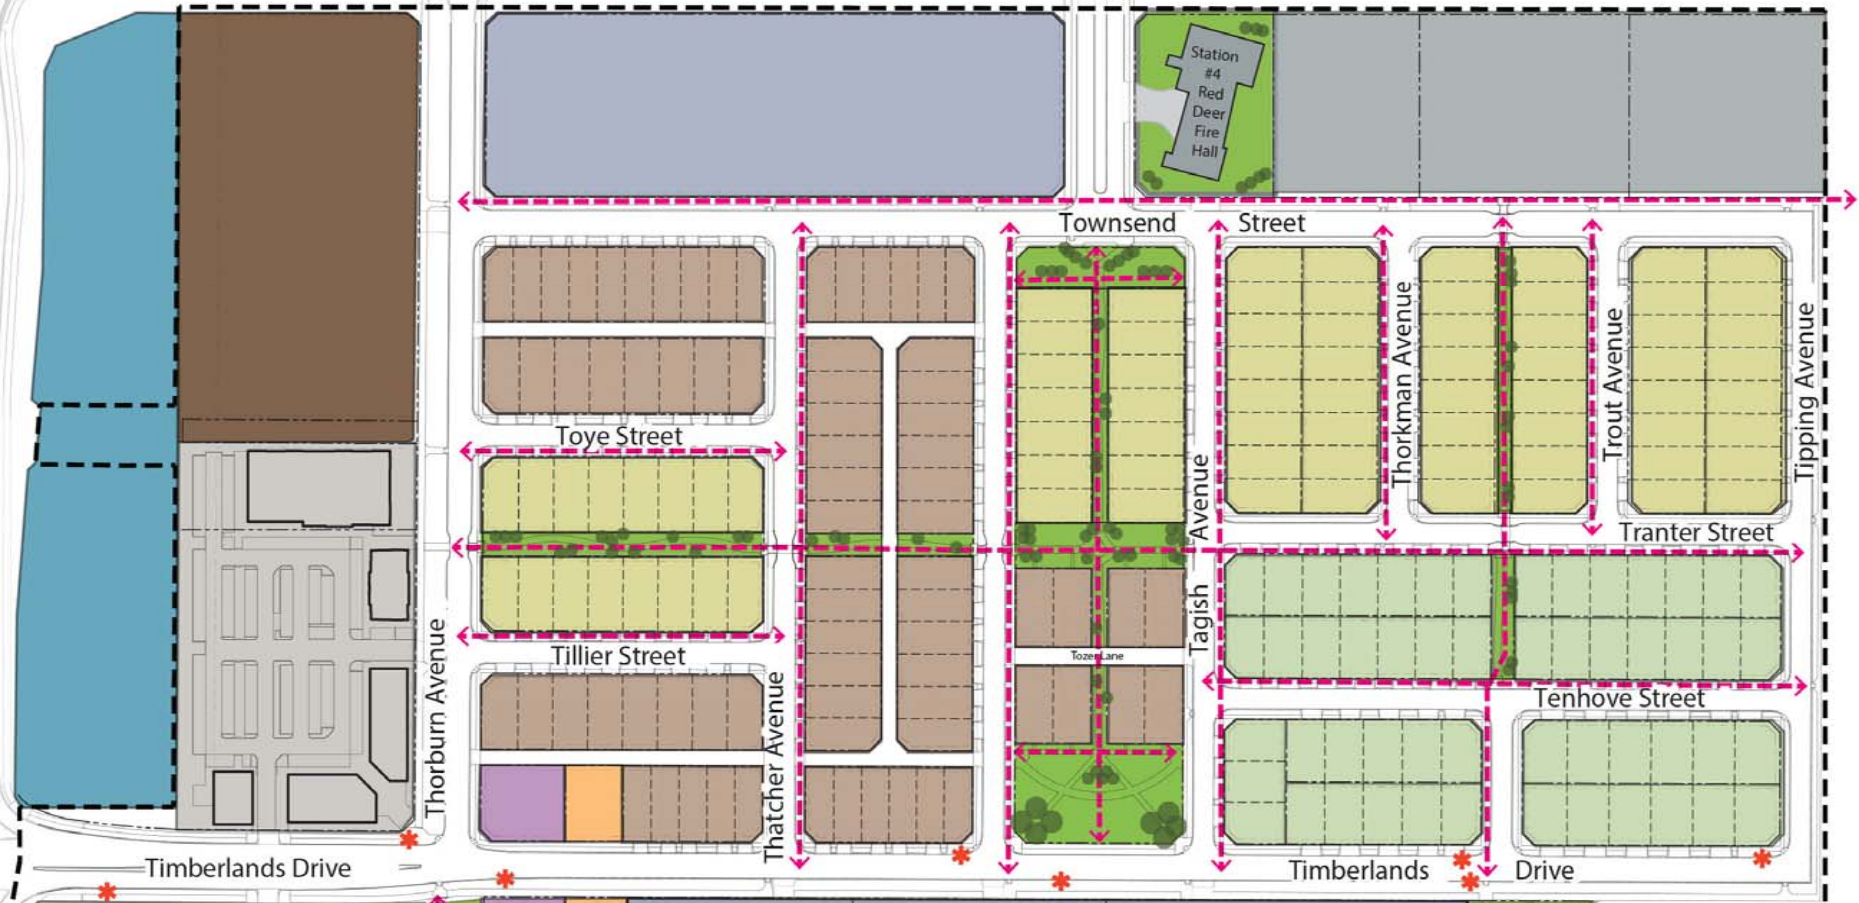 Station
#4
Red
Deer
Fire
Hall
Townsend
Street
Toye Street
Thorkman Avenue
Trout Avenue
Tipping Avenue
Tranter Street
Tagish
Avenue
Tillier Street
Tozer Lane
Tenhove Street
Thorburn Avenue
Thatcher Avenue
Timberlands Drive
Timberlands
Drive